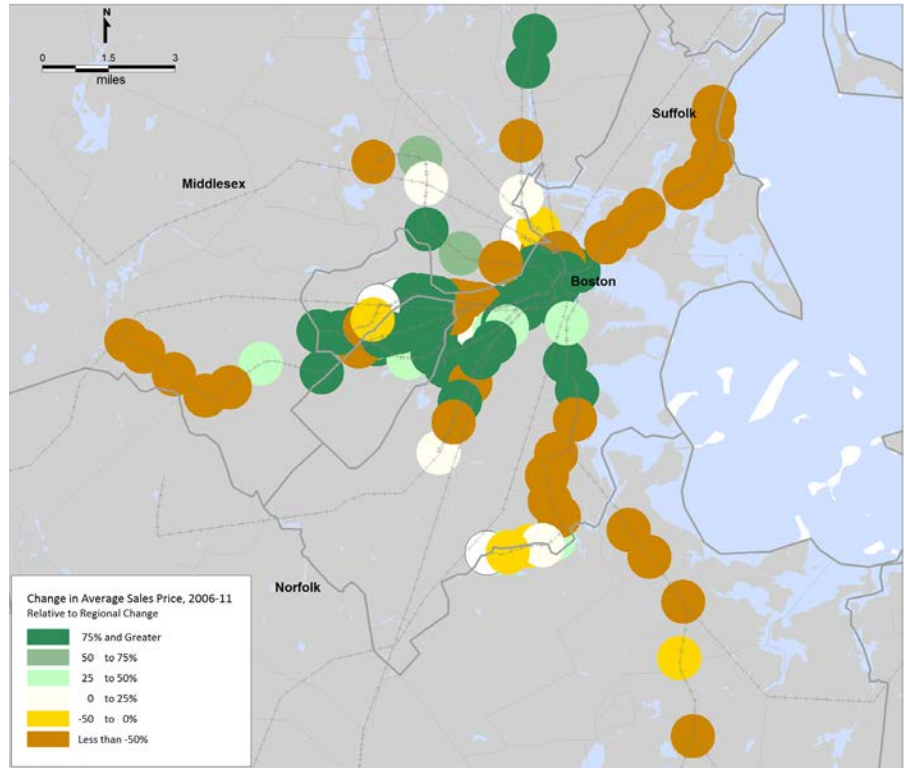 N
0 1.5 3
miles
Suffolk
Middlesex
Boston
Norfolk
Change in Average Sales Price, 2006-11
Relative to Regional Change
75% and Greater
50 to 75%
25 to 50%
0 to 25%
-50 to 0%
Less than -50%